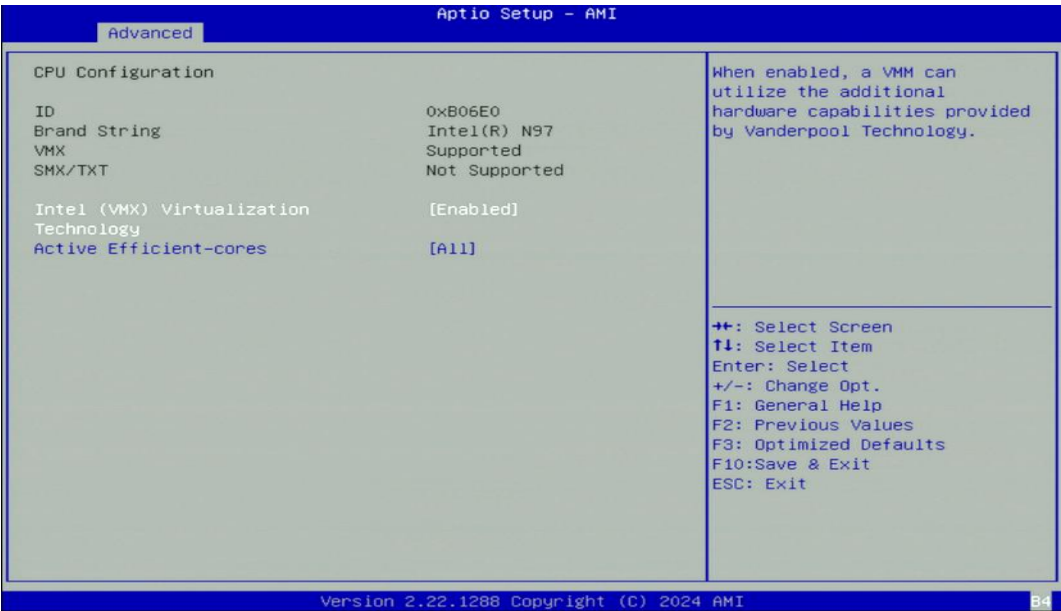 Aptio Setup - AMI
Advanced
CPU Configuration
ID 0xB06E0
Brand String Intel(R) N97
VMX Supported
SMX/TXT Not Supported
Intel (VMX) Virtualization [Enabled]
Technology
Active Efficient-cores [All]
When enabled, a VMM can
utilize the additional
hardware capabilities provided
by Vanderpool Technology.
→←: Select Screen
↑↓: Select Item
Enter: Select
+/-: Change Opt.
F1: General Help
F2: Previous Values
F3: Optimized Defaults
F10:Save & Exit
ESC: Exit
Version 2.22.1288 Copyright (C) 2024 AMI
B4